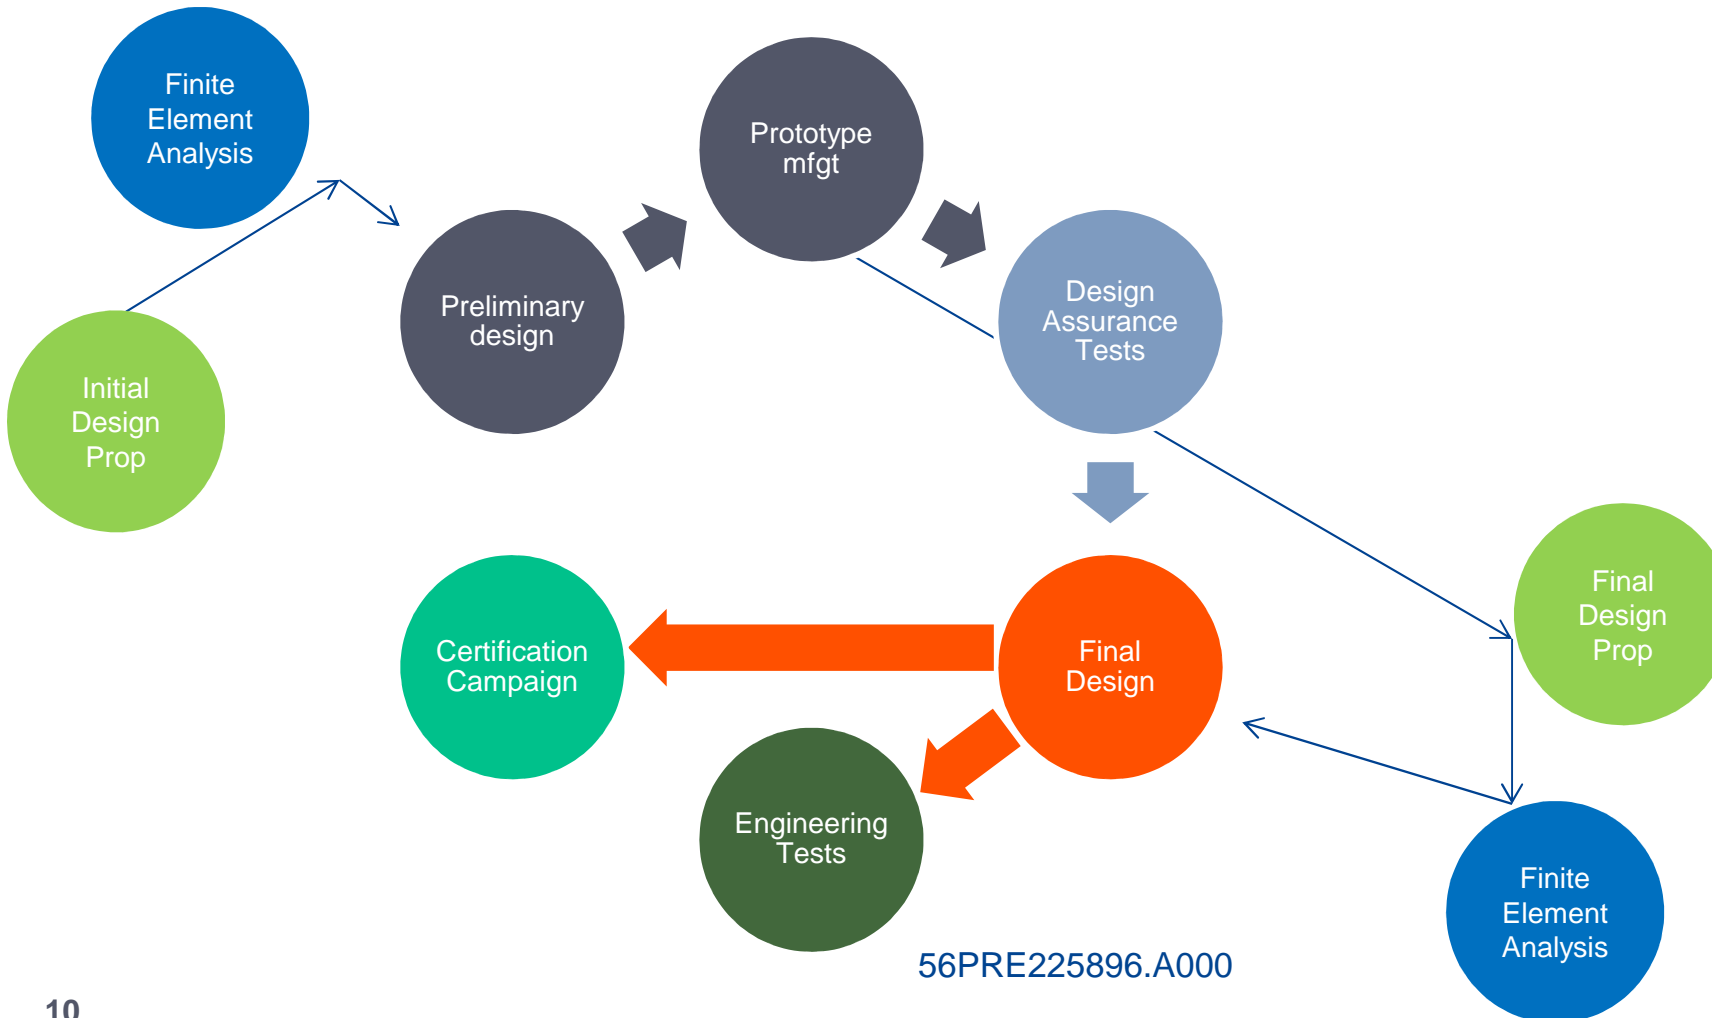 Finite
Element
Analysis
Prototype
mfgt
Preliminary
design
Design
Assurance
Tests
Initial
Design
Prop
Final
Design
Prop
Certification
Campaign
Final
Design
Engineering
Tests
Finite
Element
Analysis
56PRE225896.A000
10